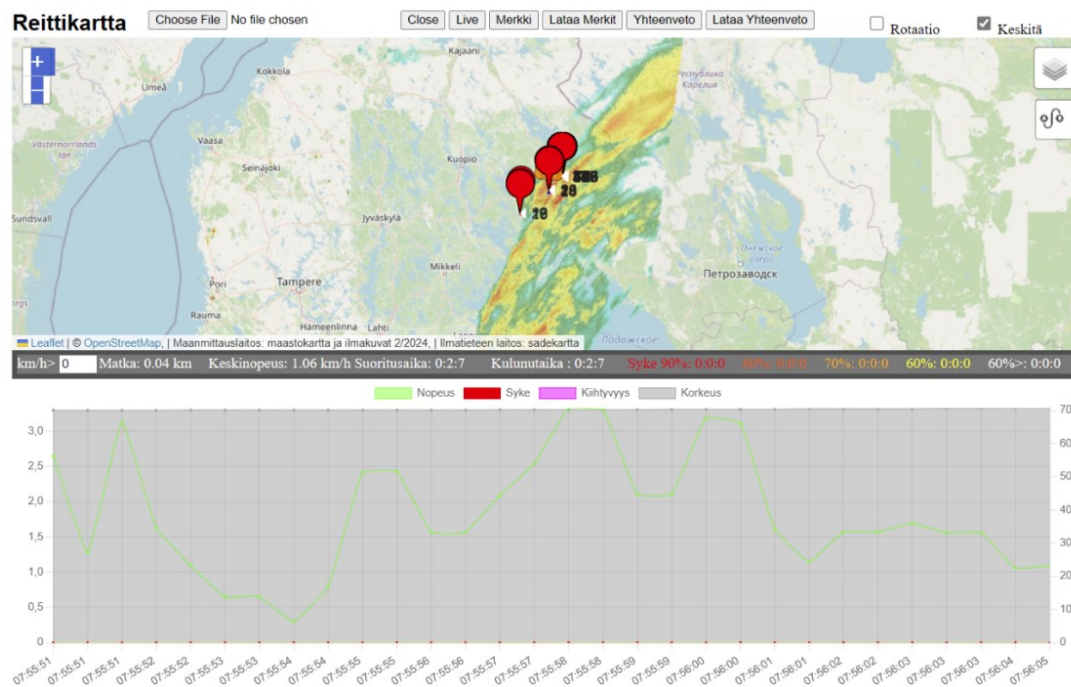 Reittikartta
Choose File No file chosen
Close Live Merkki Lataa Merkit Yhteenveto Lataa Yhteenveto
Rotaatio Keskitä
+
−
Kajaani
Kokkola
Umeå
Республика
Карелия
Västernorrlands
län
Vaasa
Seinäjoki
Kuopio
Sundsvall
Jyväskylä
Онежское
озеро
Mikkeli
Петрозаводск
Pori
Tampere
Rauma
Hämeenlinna Lahti
Ладожское
Leaflet | © OpenStreetMap, | Maanmittauslaitos: maastokartta ja ilmakuvat 2/2024, | Ilmatieteen laitos: sadekartta
km/h> 0 Matka: 0.04 km Keskinopeus: 1.06 km/h Suoritusaika: 0:2:7 Kulunutaika : 0:2:7 Syke 90%: 0:0:0 80%: 0:0:0 70%: 0:0:0 60%: 0:0:0 60%>: 0:0:0
Nopeus Syke Kiihtyvyys Korkeus
3,0
2,5
2,0
1,5
1,0
0,5
0
70
60
50
40
30
20
10
0
07:55:51 07:55:51 07:55:51 07:55:52 07:55:52 07:55:53 07:55:53 07:55:54 07:55:54 07:55:55 07:55:55 07:55:56 07:55:56 07:55:57 07:55:57 07:55:58 07:55:58 07:55:59 07:55:59 07:56:00 07:56:00 07:56:01 07:56:01 07:56:02 07:56:02 07:56:03 07:56:03 07:56:03 07:56:04 07:56:05